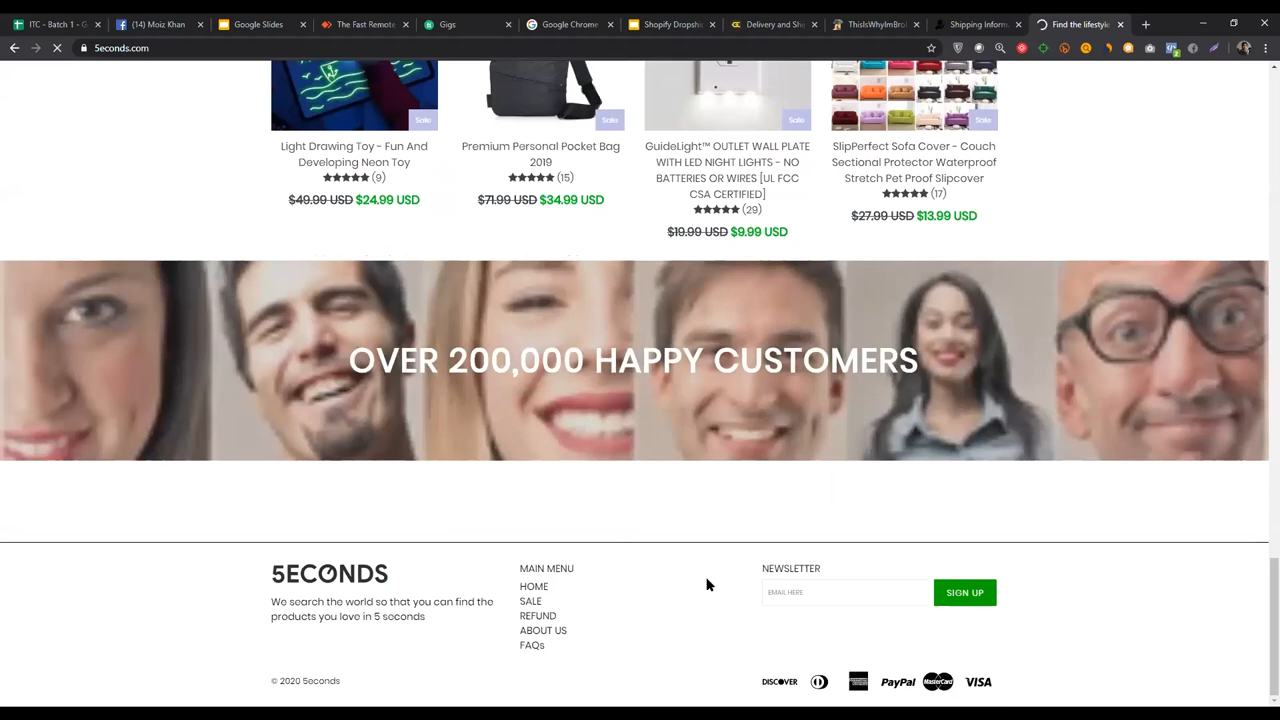 ITC - Batch 1 - G
(14) Moiz Khan
Google Slides
The Fast Remote
Gigs
Google Chrome
Shopify Dropshi
Delivery and Shi
ThisIsWhyImBro
Shipping Inform
Find the lifestyle
5econds.com
Sale
Sale
Sale
Sale
Light Drawing Toy - Fun And
Developing Neon Toy
(9)
$49.99 USD $24.99 USD
Premium Personal Pocket Bag
2019
(15)
$71.99 USD $34.99 USD
GuideLight™ OUTLET WALL PLATE
WITH LED NIGHT LIGHTS - NO
BATTERIES OR WIRES [UL FCC
CSA CERTIFIED]
(29)
$19.99 USD $9.99 USD
SlipPerfect Sofa Cover - Couch
Sectional Protector Waterproof
Stretch Pet Proof Slipcover
(17)
$27.99 USD $13.99 USD
OVER 200,000 HAPPY CUSTOMERS
5ECONDS
We search the world so that you can find the
products you love in 5 seconds
MAIN MENU
HOME
SALE
REFUND
ABOUT US
FAQs
NEWSLETTER
EMAIL HERE
SIGN UP
© 2020 5econds
DISCOVER
PayPal
MasterCard
VISA